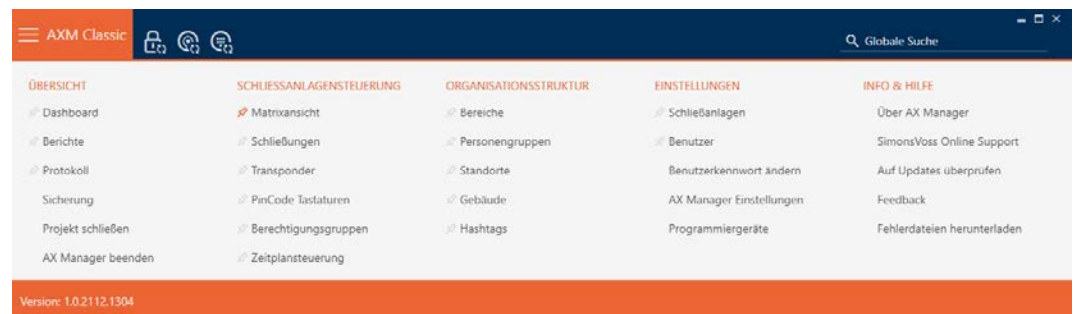 AXM Classic
Globale Suche
ÜBERSICHT
Dashboard
Berichte
Protokoll
Sicherung
Projekt schließen
AX Manager beenden
SCHLIESSANLAGENSTEUERUNG
Matrixansicht
Schließungen
Transponder
PinCode Tastaturen
Berechtigungsgruppen
Zeitplansteuerung
ORGANISATIONSSTRUKTUR
Bereiche
Personengruppen
Standorte
Gebäude
Hashtags
EINSTELLUNGEN
Schließanlagen
Benutzer
Benutzerkennwort ändern
AX Manager Einstellungen
Programmiergeräte
INFO & HILFE
Über AX Manager
SimonsVoss Online Support
Auf Updates überprüfen
Feedback
Fehlerdateien herunterladen
Version: 1.0.2112.1304